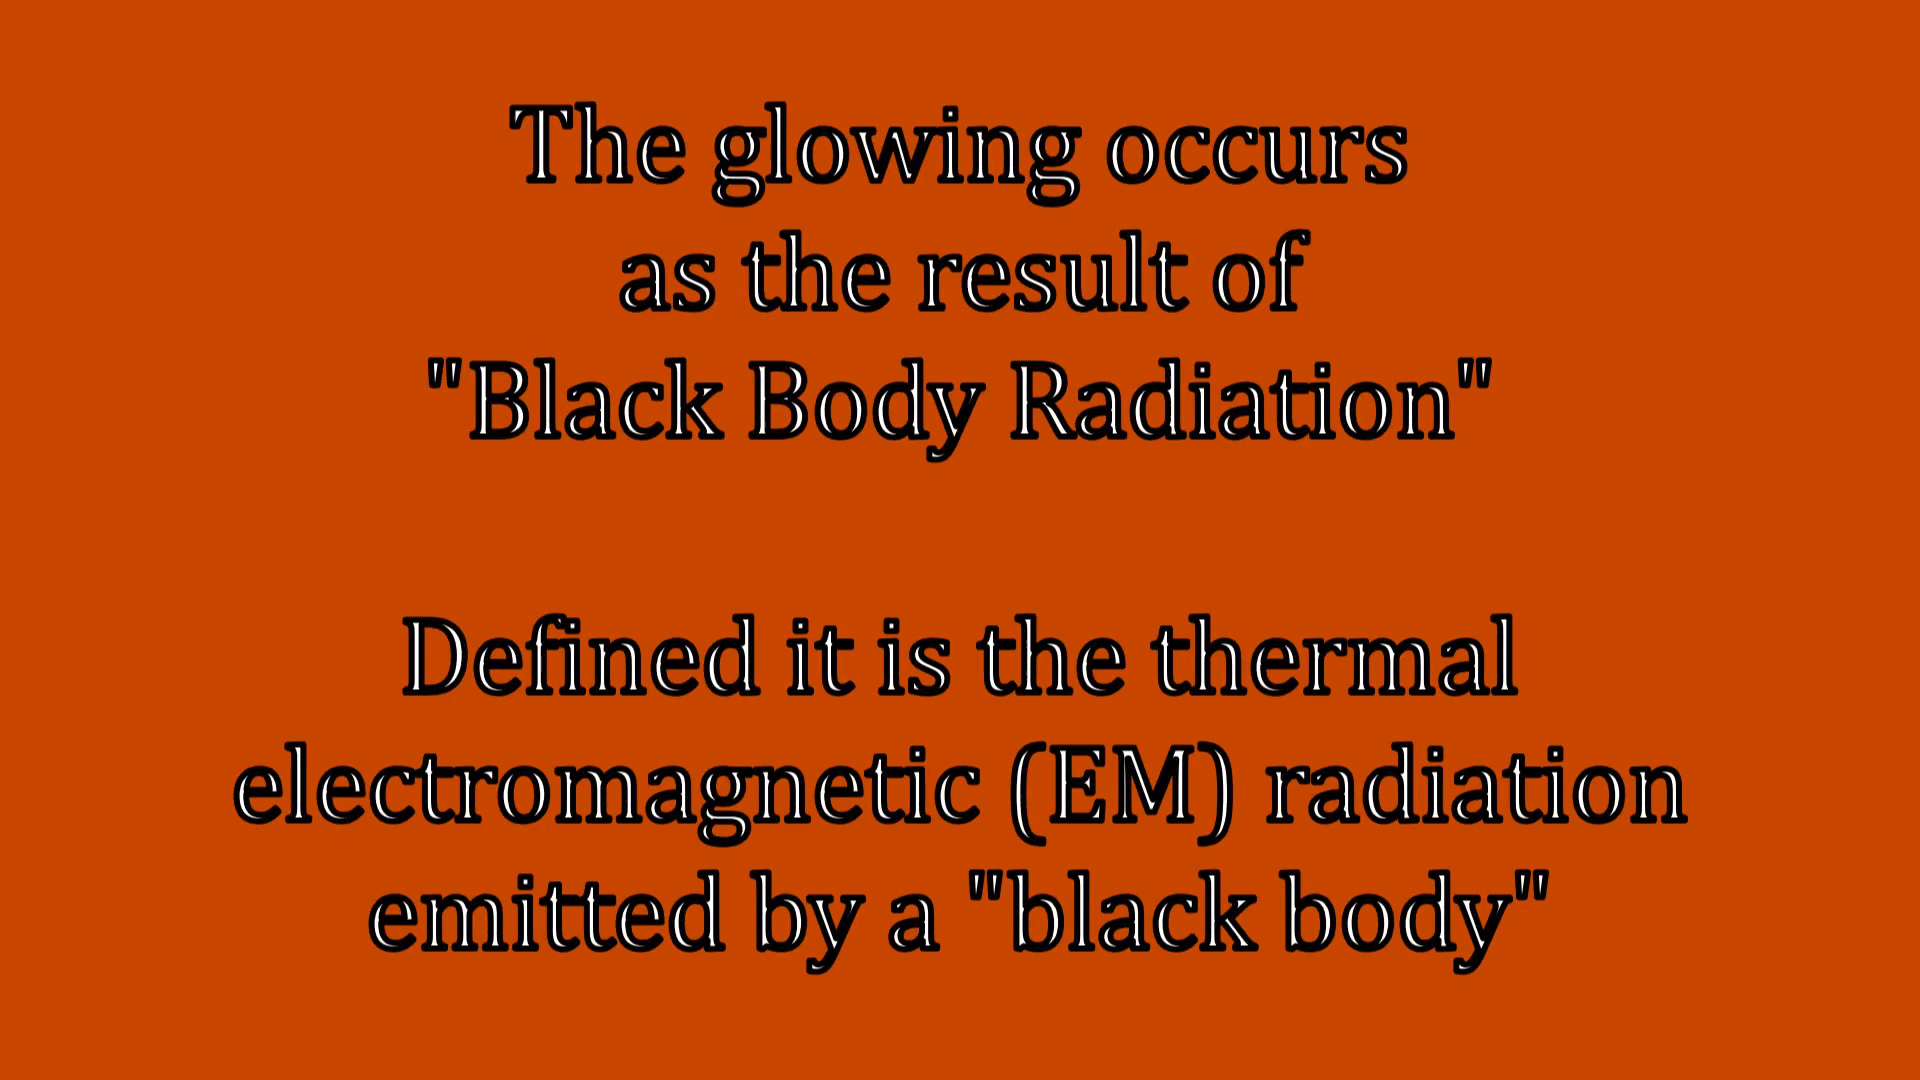 The glowing occurs
as the result of
"Black Body Radiation"
Defined it is the thermal
electromagnetic (EM) radiation
emitted by a "black body"